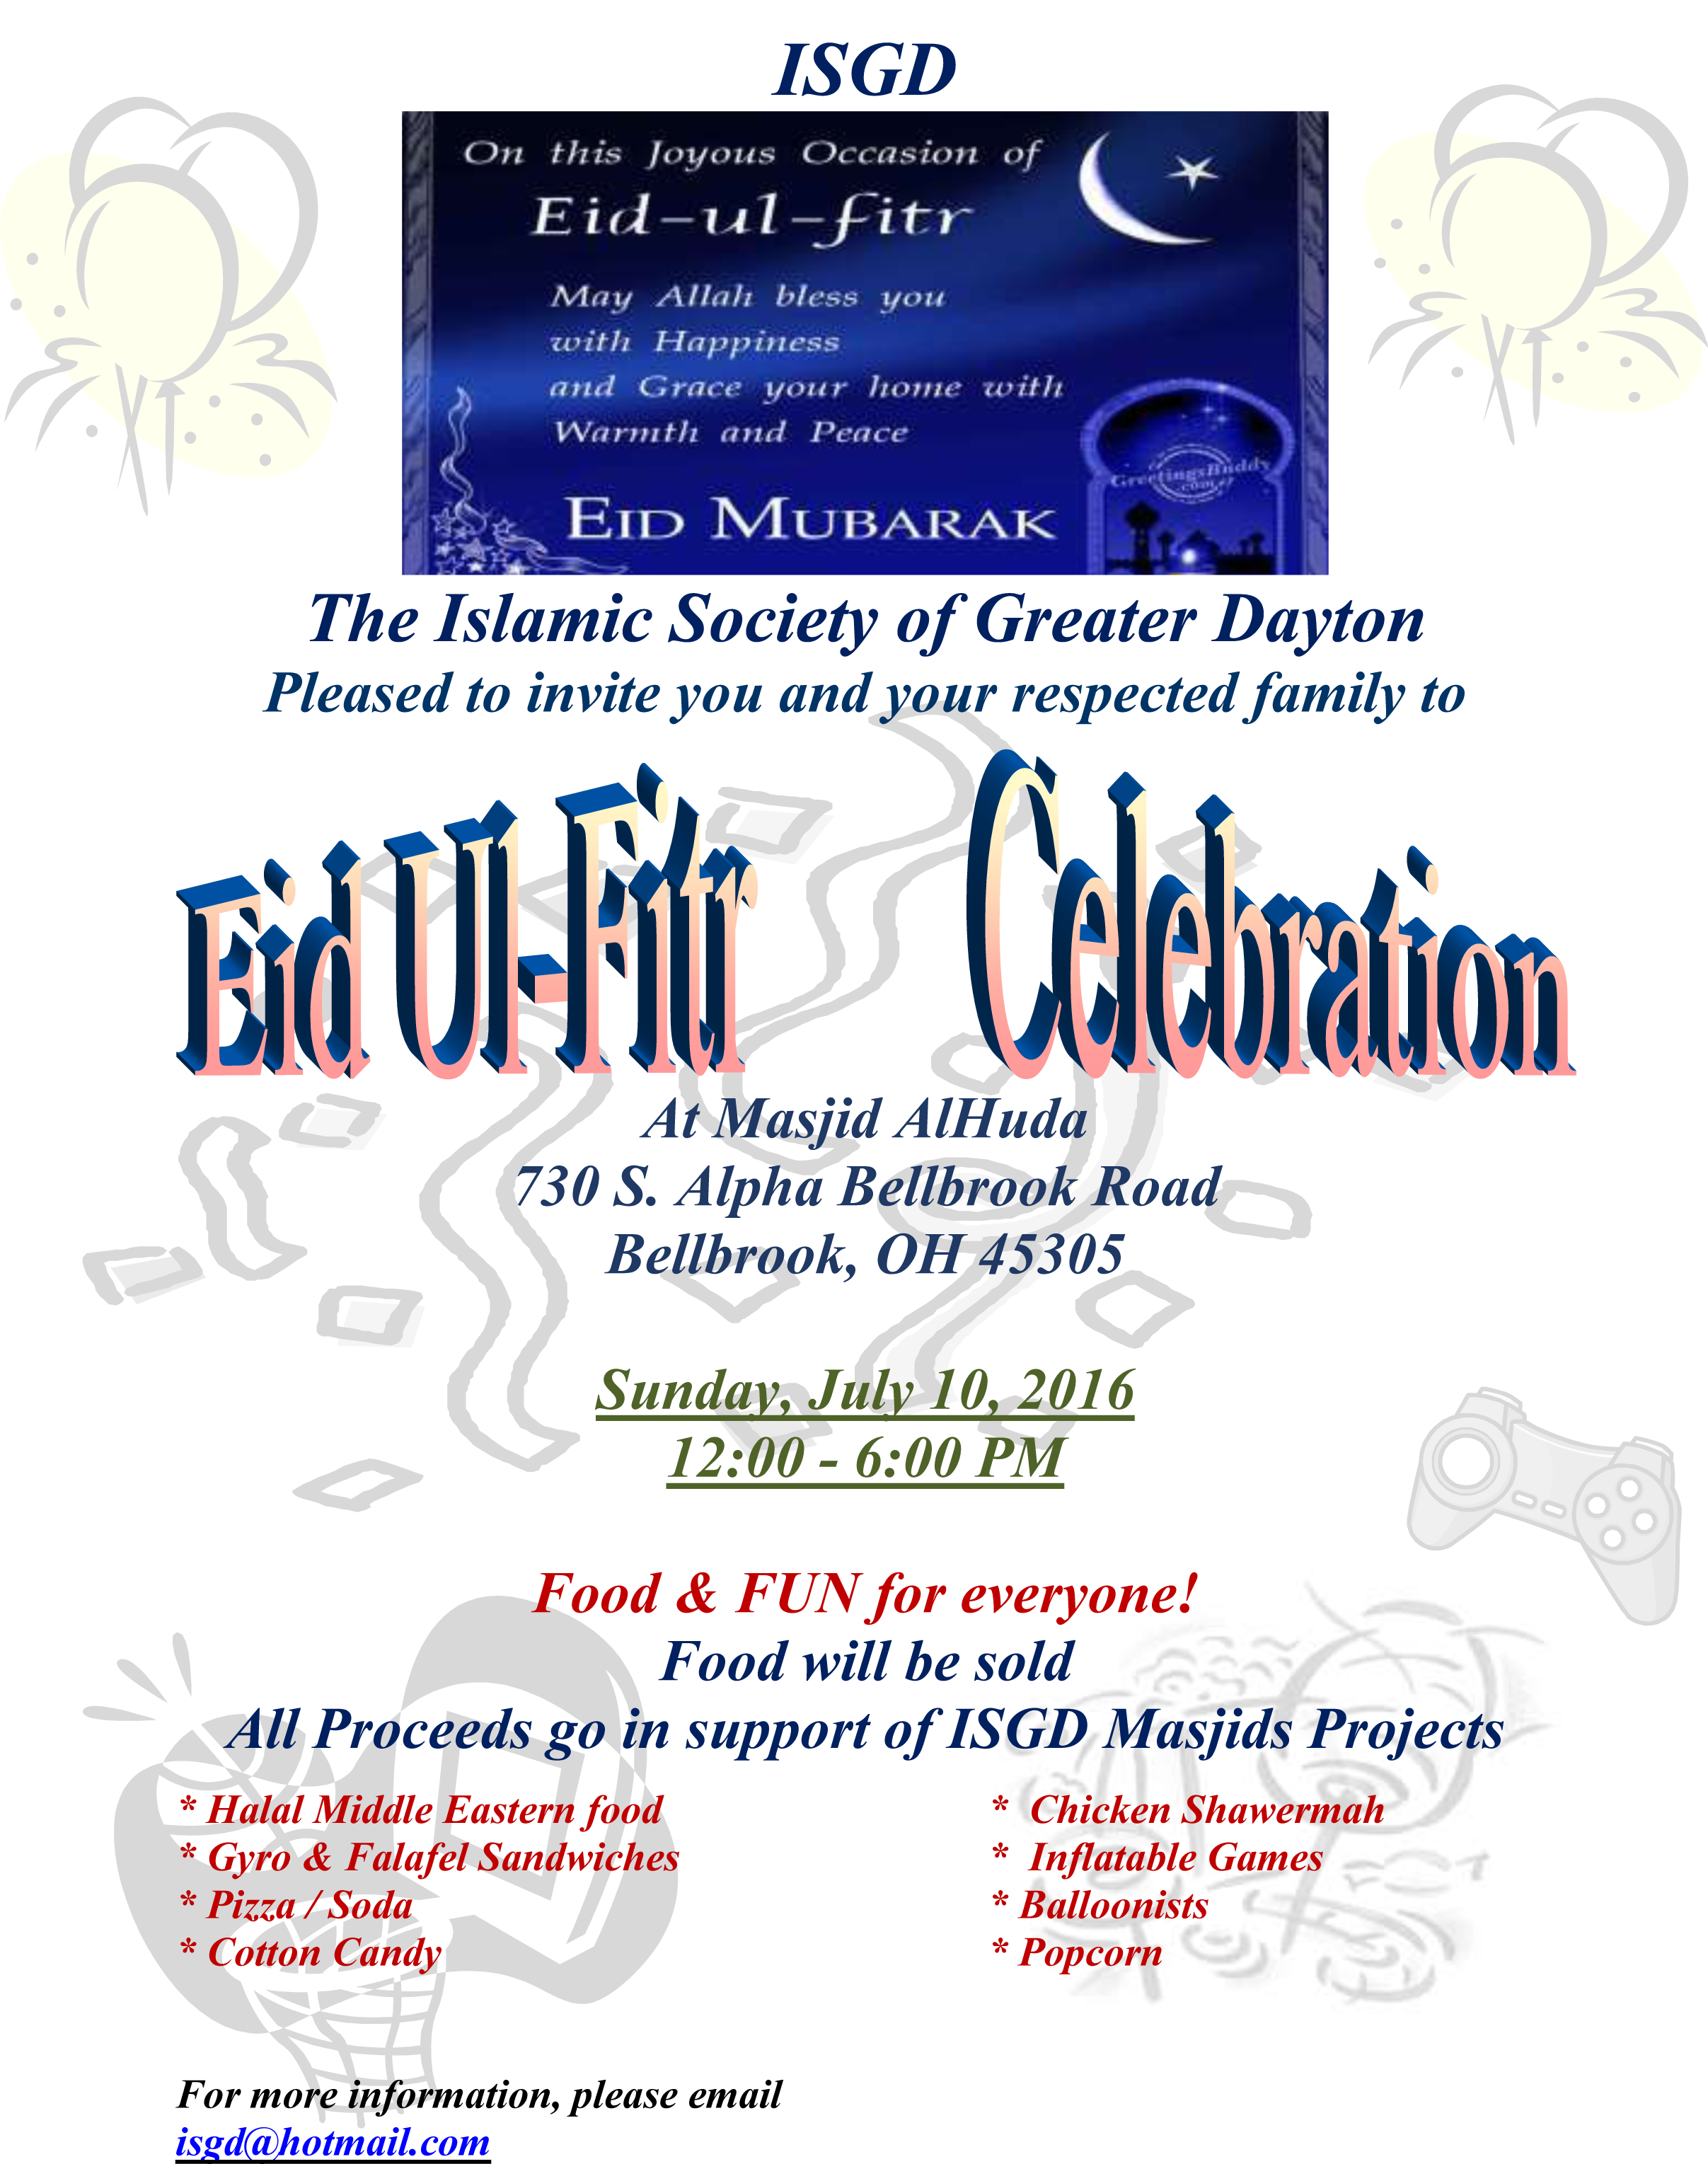 ISGD
On this Joyous Occasion of
Eid-ul-fitr
May Allah bless you
with Happiness
and Grace your home with
Warmth and Peace
GreetingsBuddy
.com
EID MUBARAK
The Islamic Society of Greater Dayton
Pleased to invite you and your respected family to
Eid Ul-Fitr Celebration
At Masjid AlHuda
730 S. Alpha Bellbrook Road
Bellbrook, OH 45305
Sunday, July 10, 2016
12:00 - 6:00 PM
Food & FUN for everyone!
Food will be sold
All Proceeds go in support of ISGD Masjids Projects
* Halal Middle Eastern food
* Gyro & Falafel Sandwiches
* Pizza / Soda
* Cotton Candy
* Chicken Shawermah
* Inflatable Games
* Balloonists
* Popcorn
For more information, please email
isgd@hotmail.com